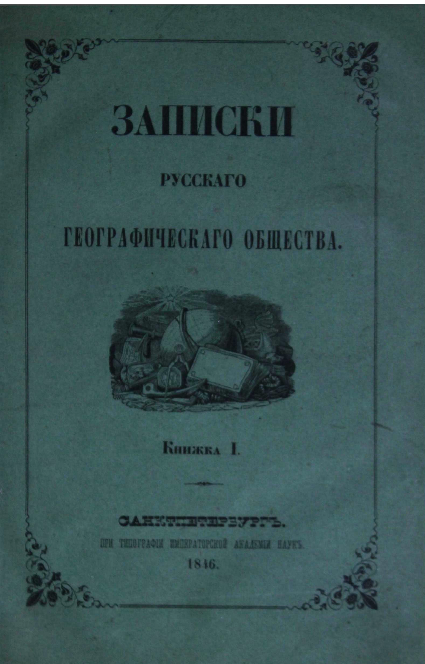 ЗАПИСКИ
РУССКАГО
ГЕОГРАФИЧЕСКАГО ОБЩЕСТВА.
Книжка I.
САНКТПЕТЕРБУРГЪ.
ПРИ ТИПОГРАФІИ ИМПЕРАТОРСКОЙ АКАДЕМІИ НАУКЪ.
1846.